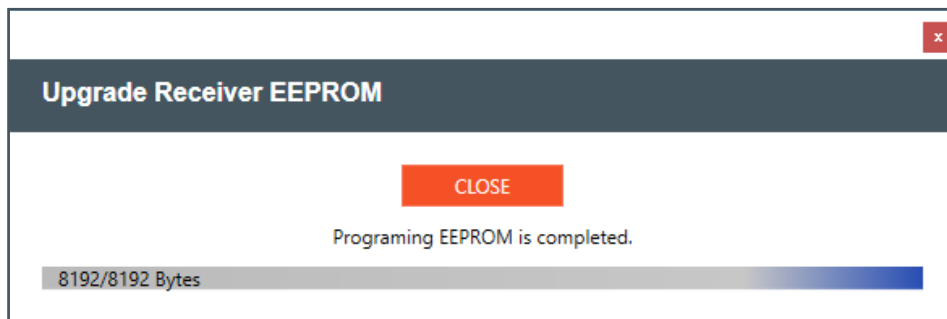 x
Upgrade Receiver EEPROM
CLOSE
Programing EEPROM is completed.
8192/8192 Bytes